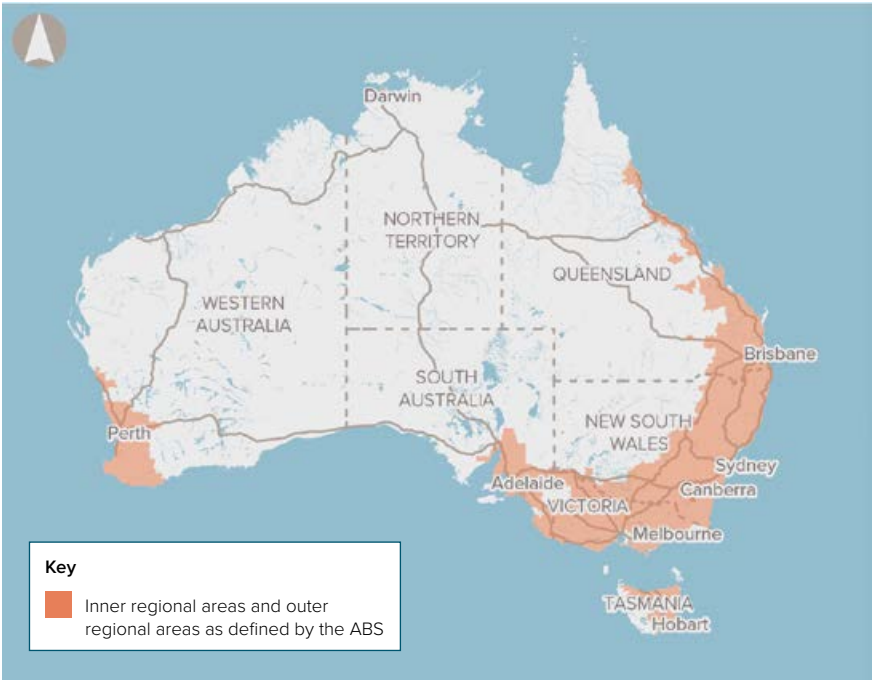 Darwin
NORTHERN
TERRITORY
QUEENSLAND
WESTERN
AUSTRALIA
Brisbane
SOUTH
AUSTRALIA
NEW SOUTH
WALES
Perth
Sydney
Adelaide
Canberra
VICTORIA
Melbourne
Key
Inner regional areas and outer
regional areas as defined by the ABS
TASMANIA
Hobart